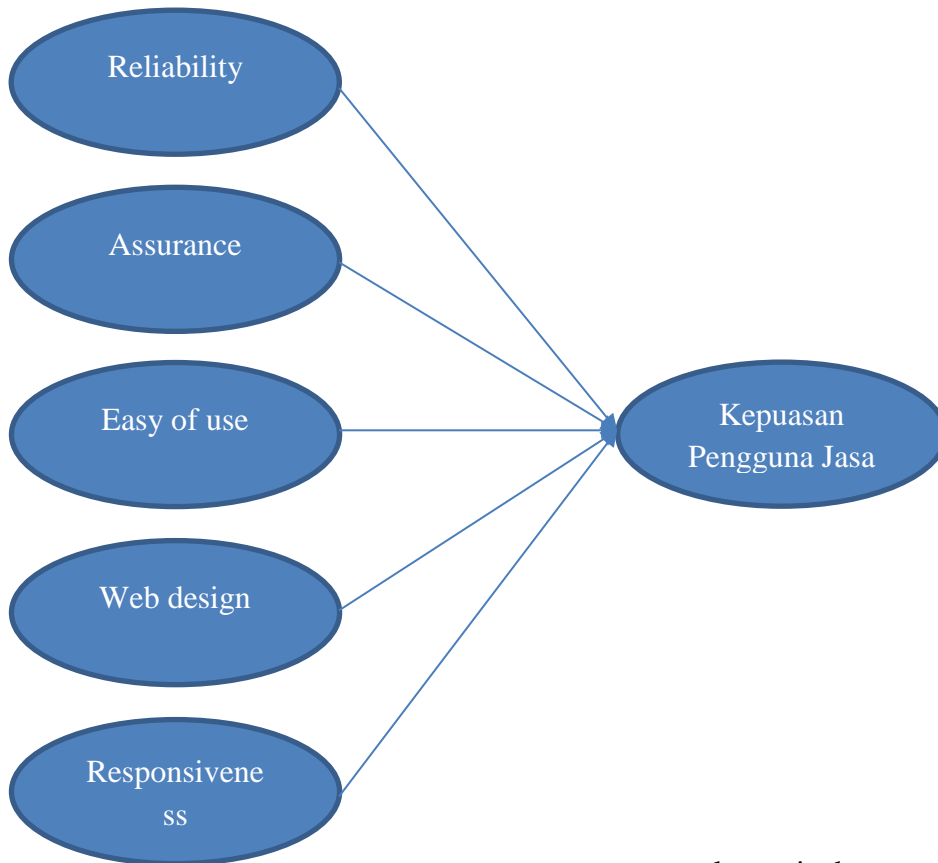 Reliability
Assurance
Easy of use
Web design
Responsivene
ss
Kepuasan
Pengguna Jasa